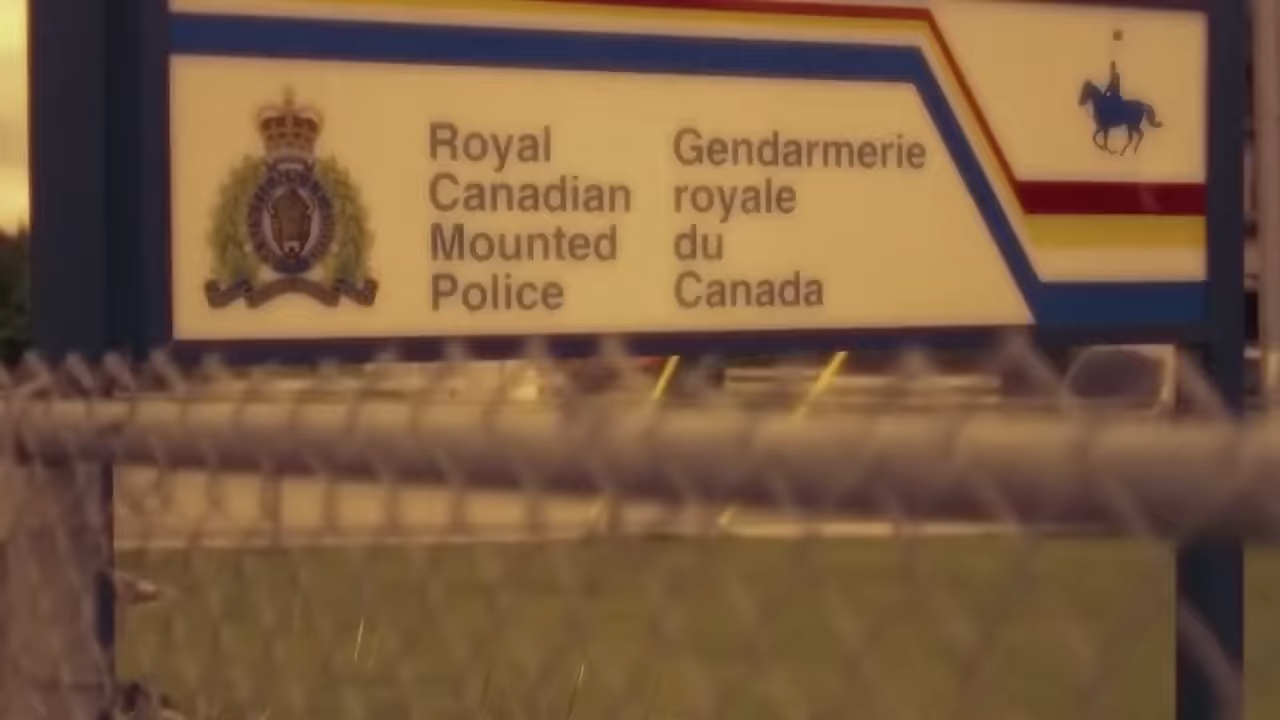 Royal
Canadian
Mounted
Police
Gendarmerie
royale
du
Canada